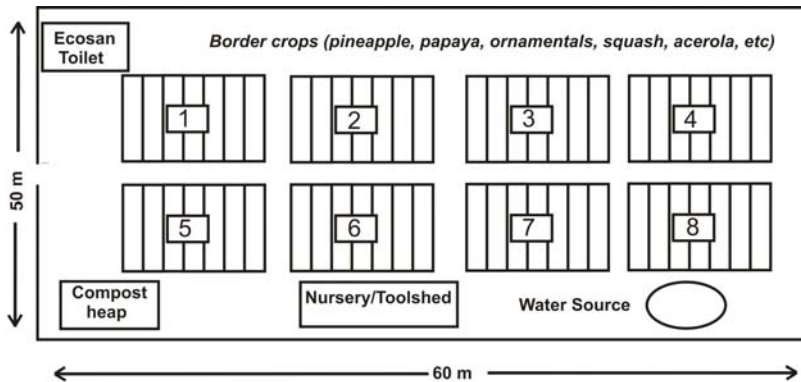 Ecosan
Toilet
Border crops (pineapple, papaya, ornamentals, squash, acerola, etc)
1
2
3
4
50 m
5
6
7
8
Compost
heap
Nursery/Toolshed
Water Source
60 m